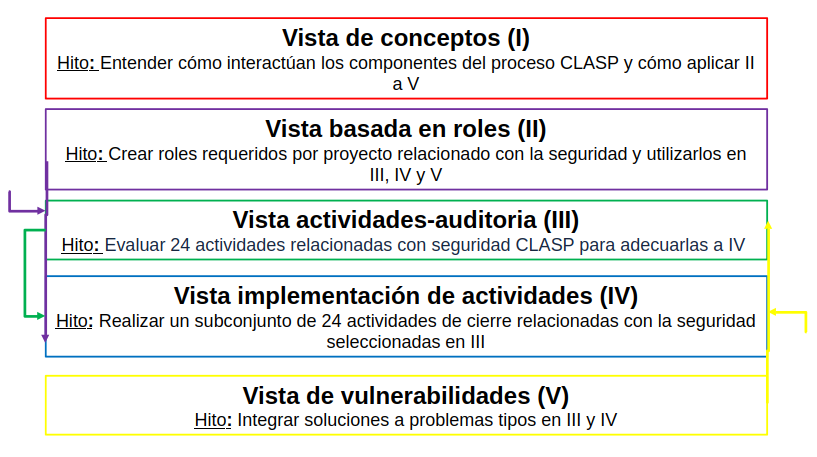 Vista de conceptos (I)
Hito: Entender cómo interactúan los componentes del proceso CLASP y cómo aplicar II
a V
Vista basada en roles (II)
Hito: Crear roles requeridos por proyecto relacionado con la seguridad y utilizarlos en
III, IV y V
Vista actividades-auditoria (III)
Hito: Evaluar 24 actividades relacionadas con seguridad CLASP para adecuarlas a IV
Vista implementación de actividades (IV)
Hito: Realizar un subconjunto de 24 actividades de cierre relacionadas con la seguridad
seleccionadas en III
Vista de vulnerabilidades (V)
Hito: Integrar soluciones a problemas tipos en III y IV